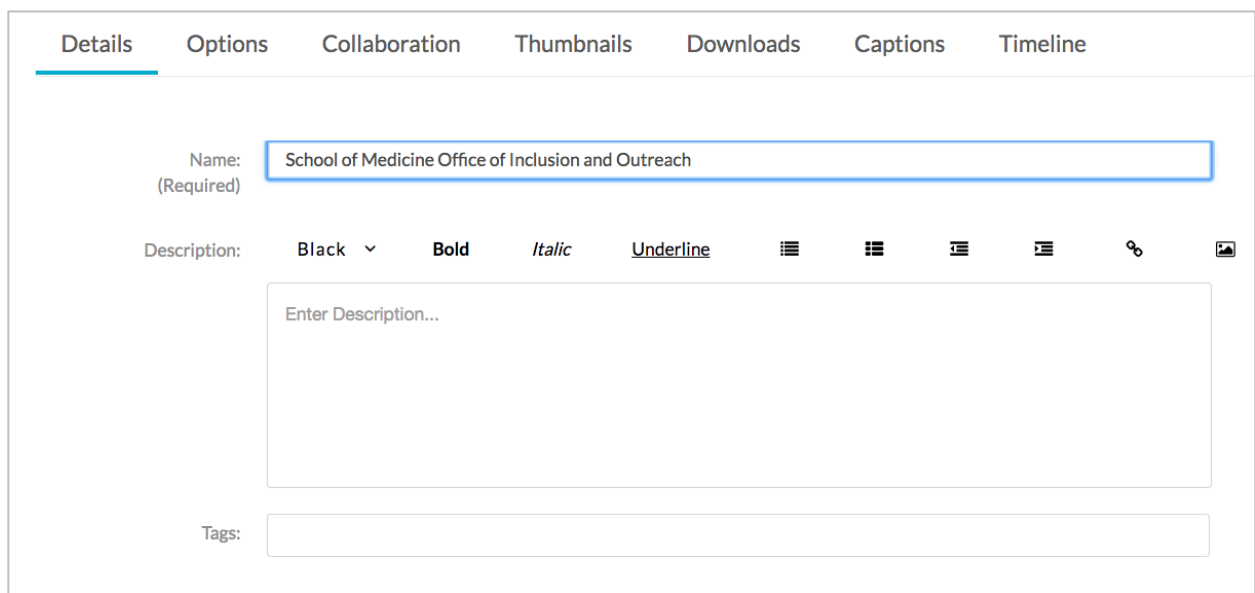 Details Options Collaboration Thumbnails Downloads Captions Timeline
Name: School of Medicine Office of Inclusion and Outreach
(Required)
Description: Black Bold Italic Underline
Enter Description...
Tags: